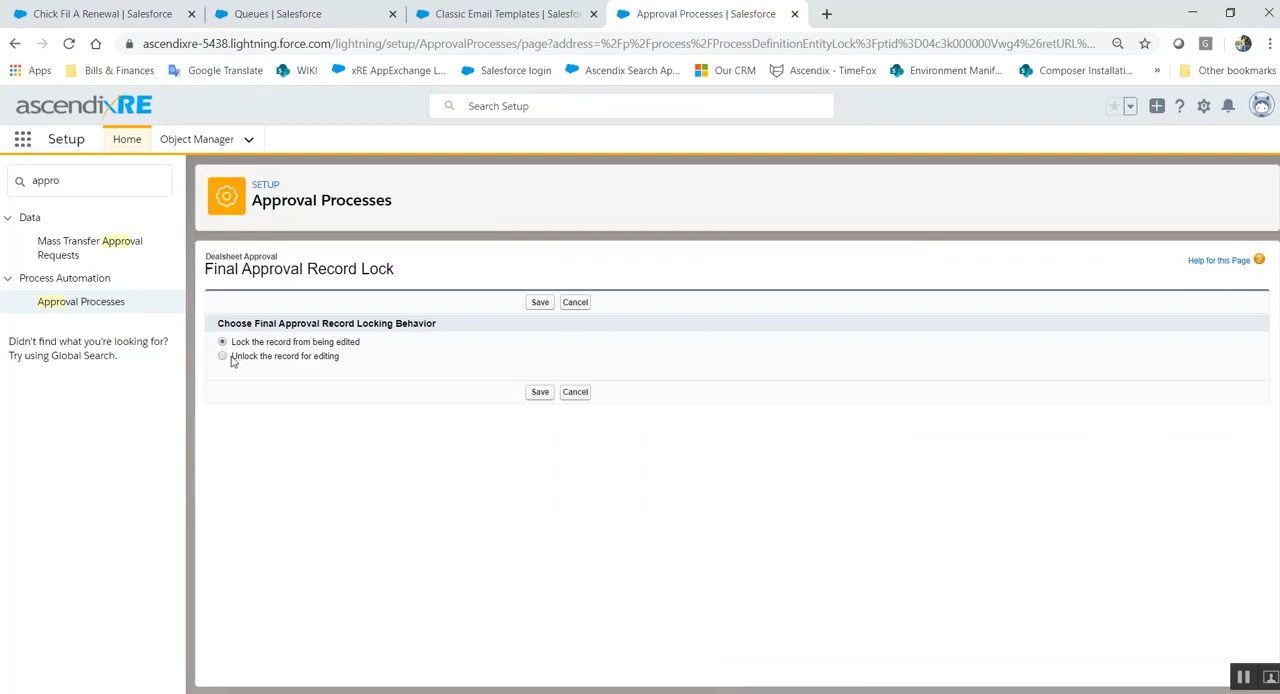 Chick Fil A Renewal | Salesforce
Queues | Salesforce
Classic Email Templates | Salesfo
Approval Processes | Salesforce
ascendixre-5438.lightning.force.com/lightning/setup/ApprovalProcesses/page?address=%2Fp%2Fprocess%2FProcessDefinitionEntityLock%3Fptid%3D04c3k000000Vwg4%26retURL...
Apps
Bills & Finances
Google Translate
WIKI
xRE AppExchange L...
Salesforce login
Ascendix Search Ap...
Our CRM
Ascendix - TimeFox
Environment Manif...
Composer Installati...
»
Other bookmarks
ascendixRE
Search Setup
Setup
Home
Object Manager
appro
Data
Mass Transfer Approval
Requests
Process Automation
Approval Processes
Didn't find what you're looking for?
Try using Global Search.
SETUP
Approval Processes
Dealsheet Approval
Final Approval Record Lock
Help for this Page
Save Cancel
Choose Final Approval Record Locking Behavior
Lock the record from being edited
Unlock the record for editing
Save Cancel